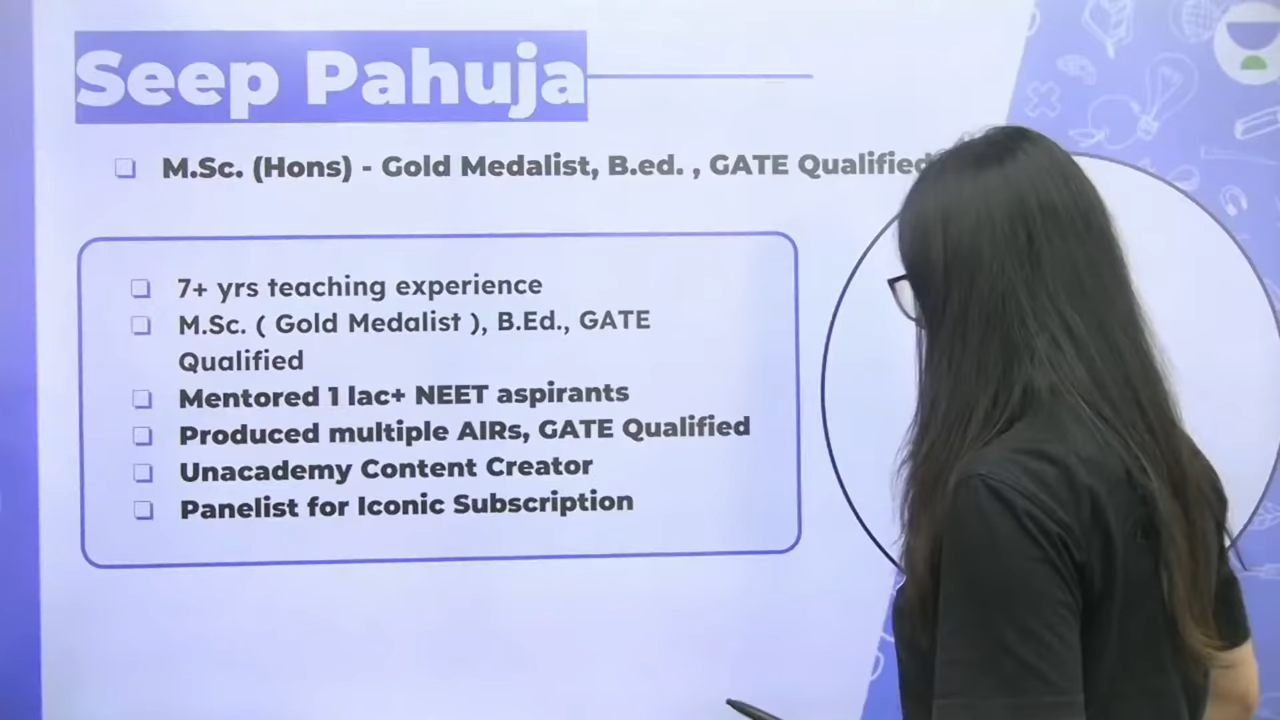 Seep Pahuja
M.Sc. (Hons) - Gold Medalist, B.ed. , GATE Qualified
7+ yrs teaching experience
M.Sc. ( Gold Medalist ), B.Ed., GATE
Qualified
Mentored 1 lac+ NEET aspirants
Produced multiple AIRs, GATE Qualified
Unacademy Content Creator
Panelist for Iconic Subscription